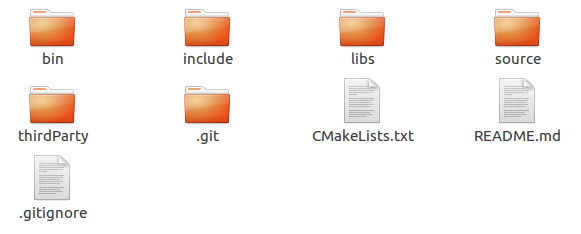 bin
include
libs
source
thirdParty
.git
CMakeLists.txt
README.md
.gitignore